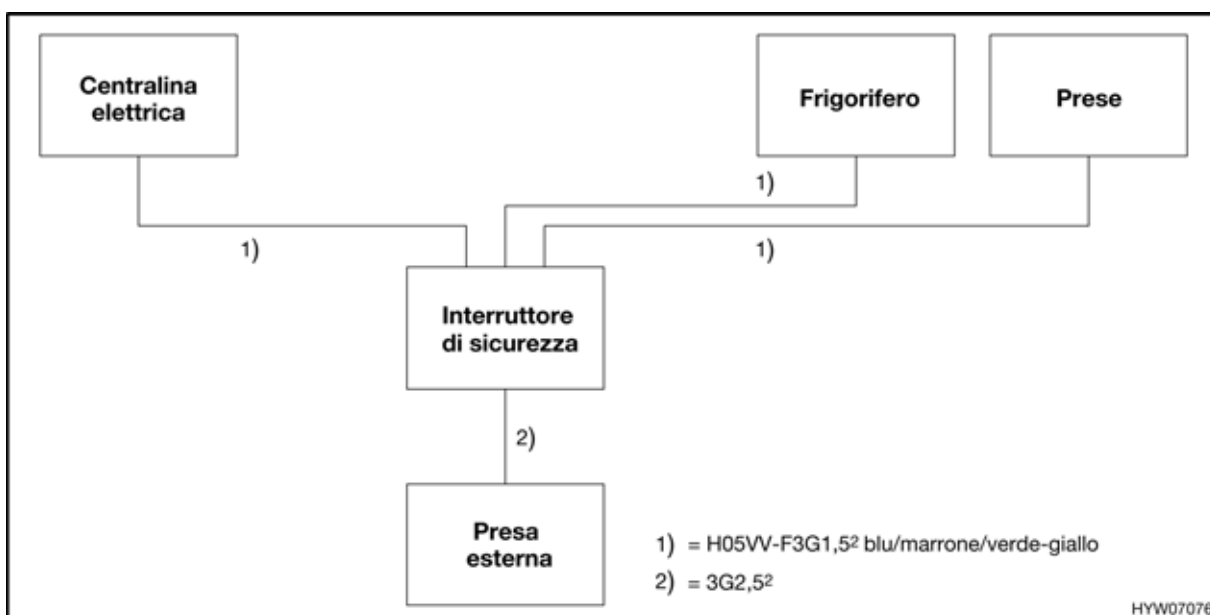 Centralina
elettrica
Frigorifero
Prese
1)
1)
1)
Interruttore
di sicurezza
2)
Presa
esterna
1) = H05VV-F3G1,5² blu/marrone/verde-giallo
2) = 3G2,5²
HYW07076